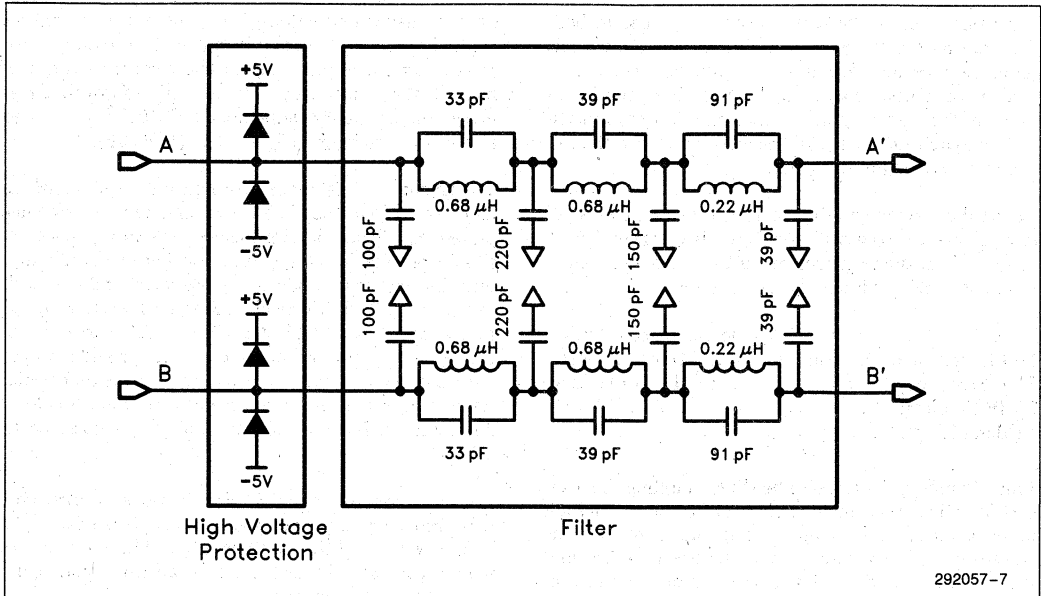 +5V
33 pF
39 pF
91 pF
A
A'
0.68 μH
0.68 μH
0.22 μH
-5V
100 pF
220 pF
150 pF
39 pF
+5V
100 pF
220 pF
150 pF
39 pF
0.68 μH
0.68 μH
0.22 μH
B
B'
-5V
33 pF
39 pF
91 pF
High Voltage
Protection
Filter
292057-7